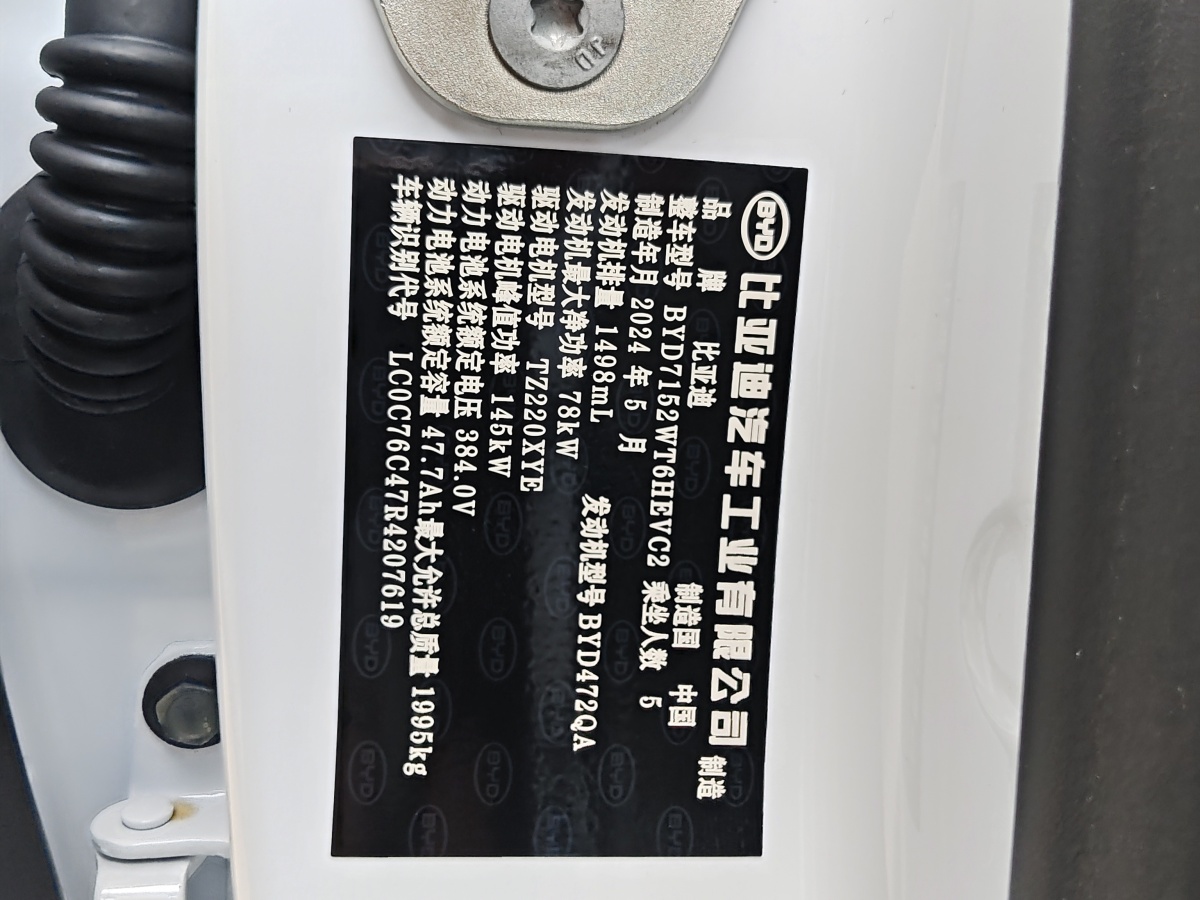 BYD 比亚迪汽车工业有限公司 制造
品 牌 比亚迪 制造国 中国
整车型号 BYD7152WT6HEVC2 乘坐人数 5
制造年月 2024 年 5 月
发动机排量 1498mL 发动机型号 BYD472QA
发动机最大净功率 78kW
驱动电机型号 TZ220XYE
驱动电机峰值功率 145kW
动力电池系统额定电压 384.0V
动力电池系统额定容量 47.7Ah最大允许总质量 1995kg
车辆识别代号 LC0C76C47R4207619